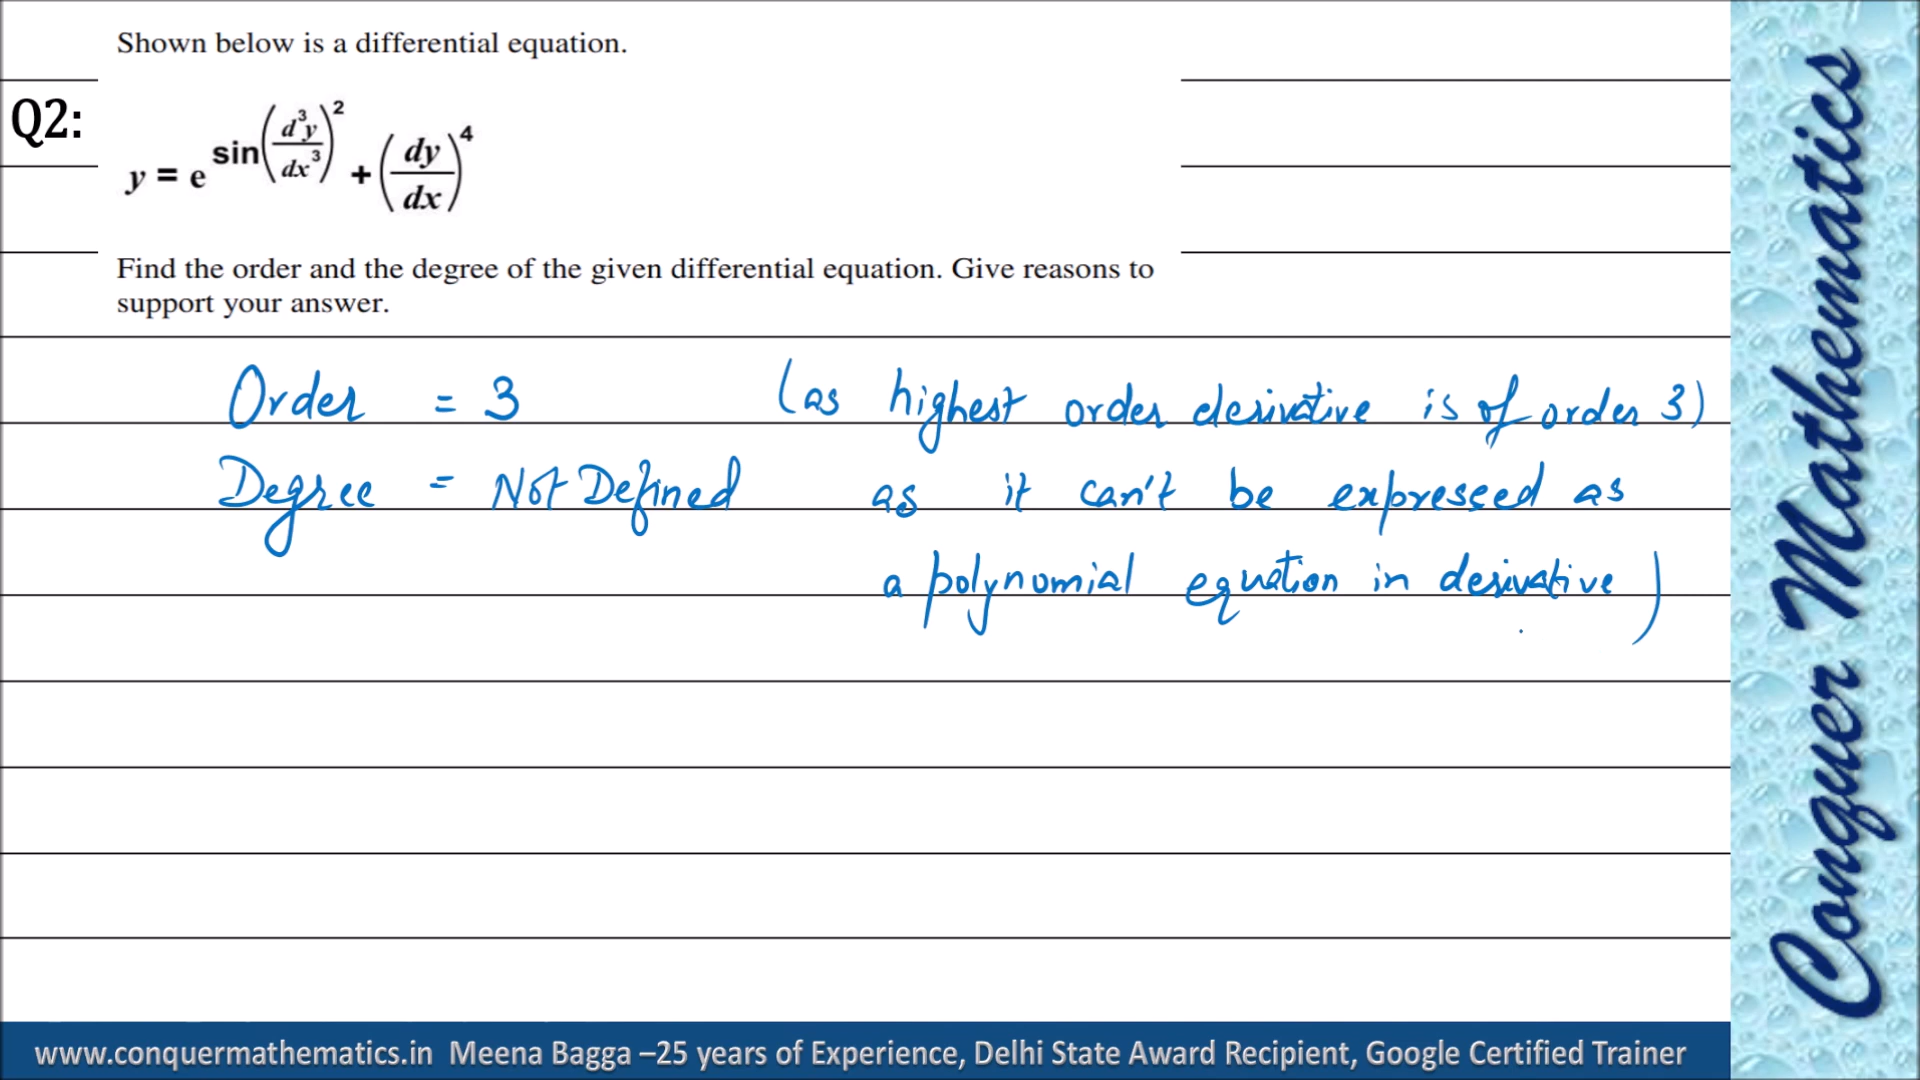 Shown below is a differential equation.
Q2:
y = e^sin(d³y/dx³)² + (dy/dx)⁴
Find the order and the degree of the given differential equation. Give reasons to
support your answer.
Order = 3 (as highest order derivative is of order 3)
Degree = Not Defined as it can't be expressed as
a polynomial equation in derivative)
Conquer Mathematics
www.conquermathematics.in Meena Bagga –25 years of Experience, Delhi State Award Recipient, Google Certified Trainer